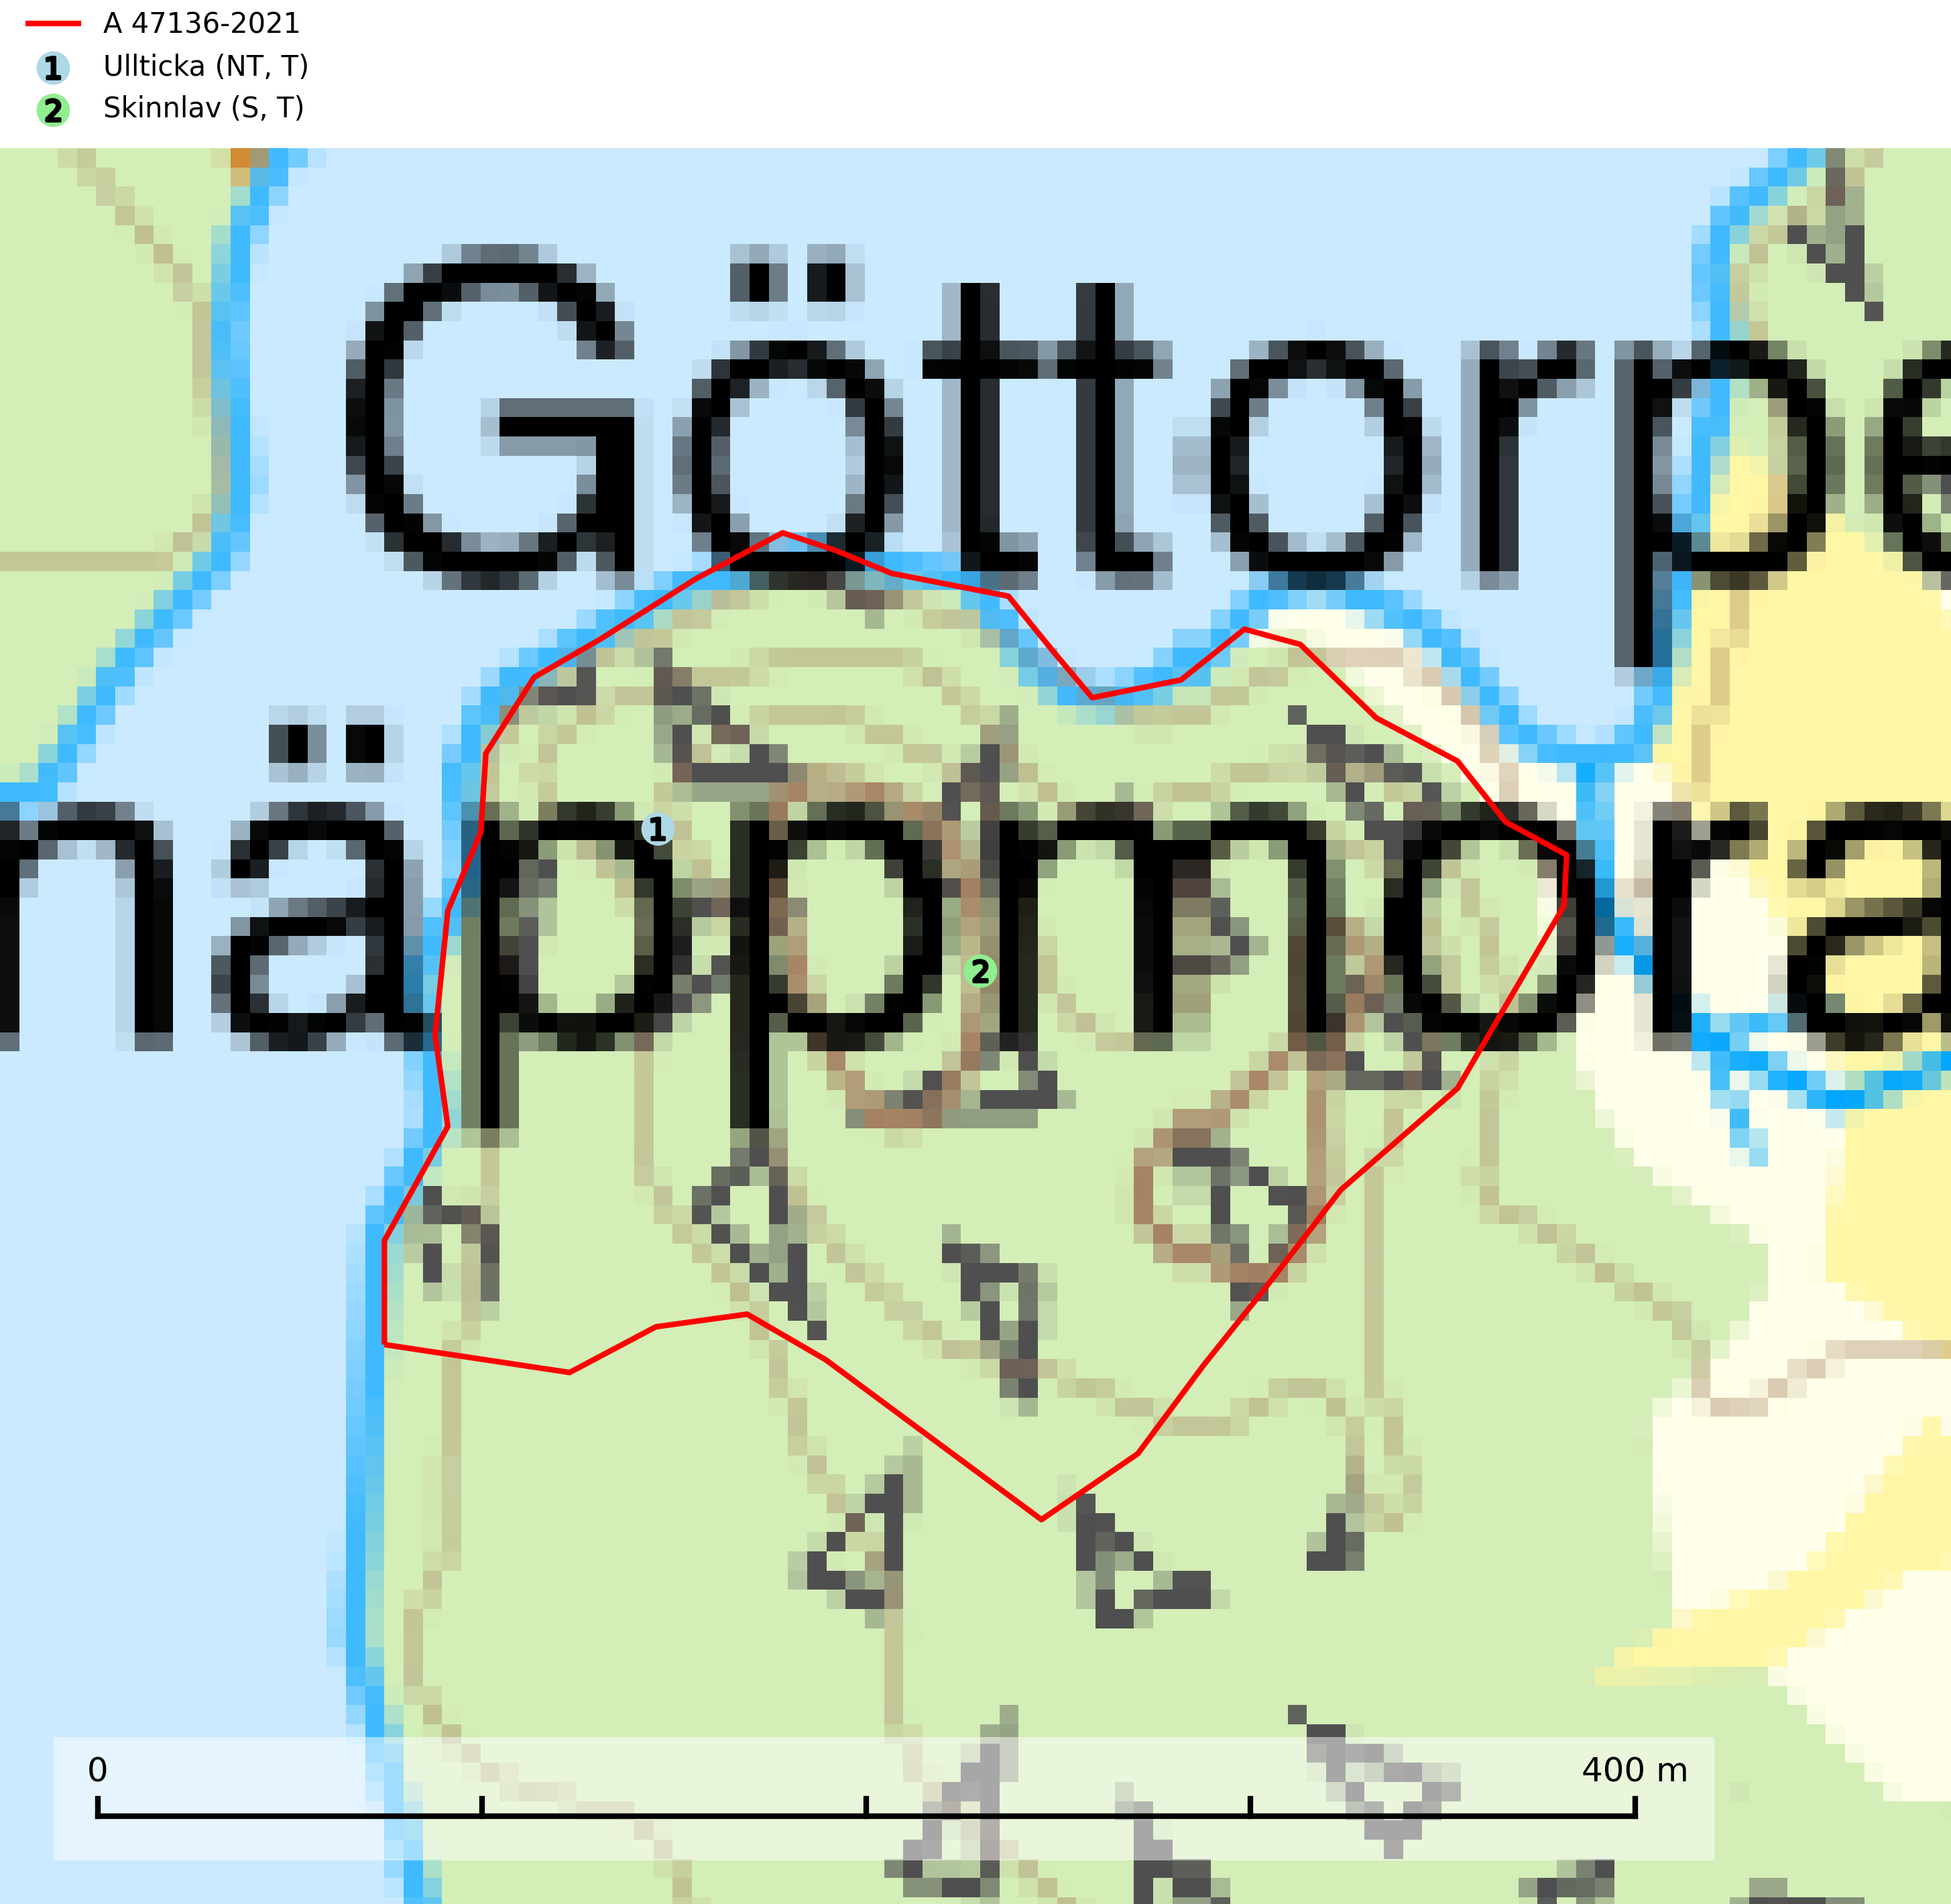 A 47136-2021
1 Ullticka (NT, T)
2 Skinnlav (S, T)
Göttorp
1
2
0
400 m